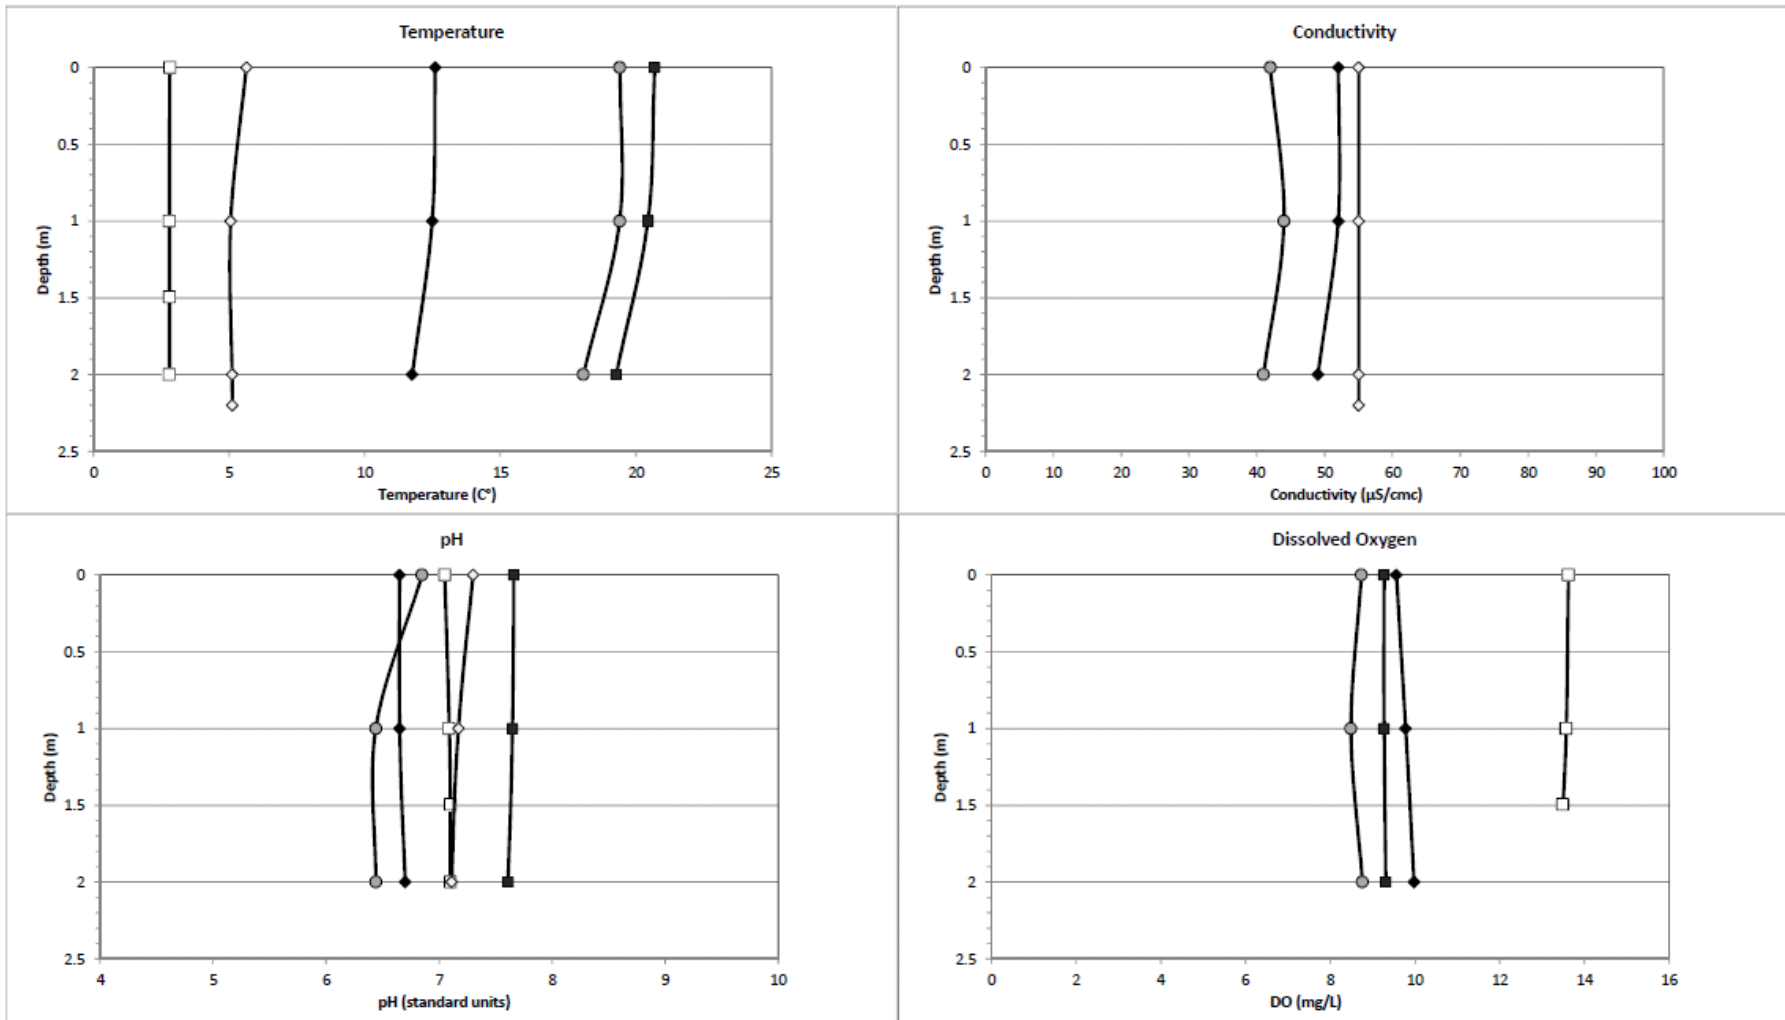 Temperature
0
0.5
1
1.5
2
2.5
Depth (m)
0 5 10 15 20 25
Temperature (C°)
Conductivity
0
0.5
1
1.5
2
2.5
Depth (m)
0 10 20 30 40 50 60 70 80 90 100
Conductivity (µS/cmc)
pH
0
0.5
1
1.5
2
2.5
Depth (m)
4 5 6 7 8 9 10
pH (standard units)
Dissolved Oxygen
0
0.5
1
1.5
2
2.5
Depth (m)
0 2 4 6 8 10 12 14 16
DO (mg/L)